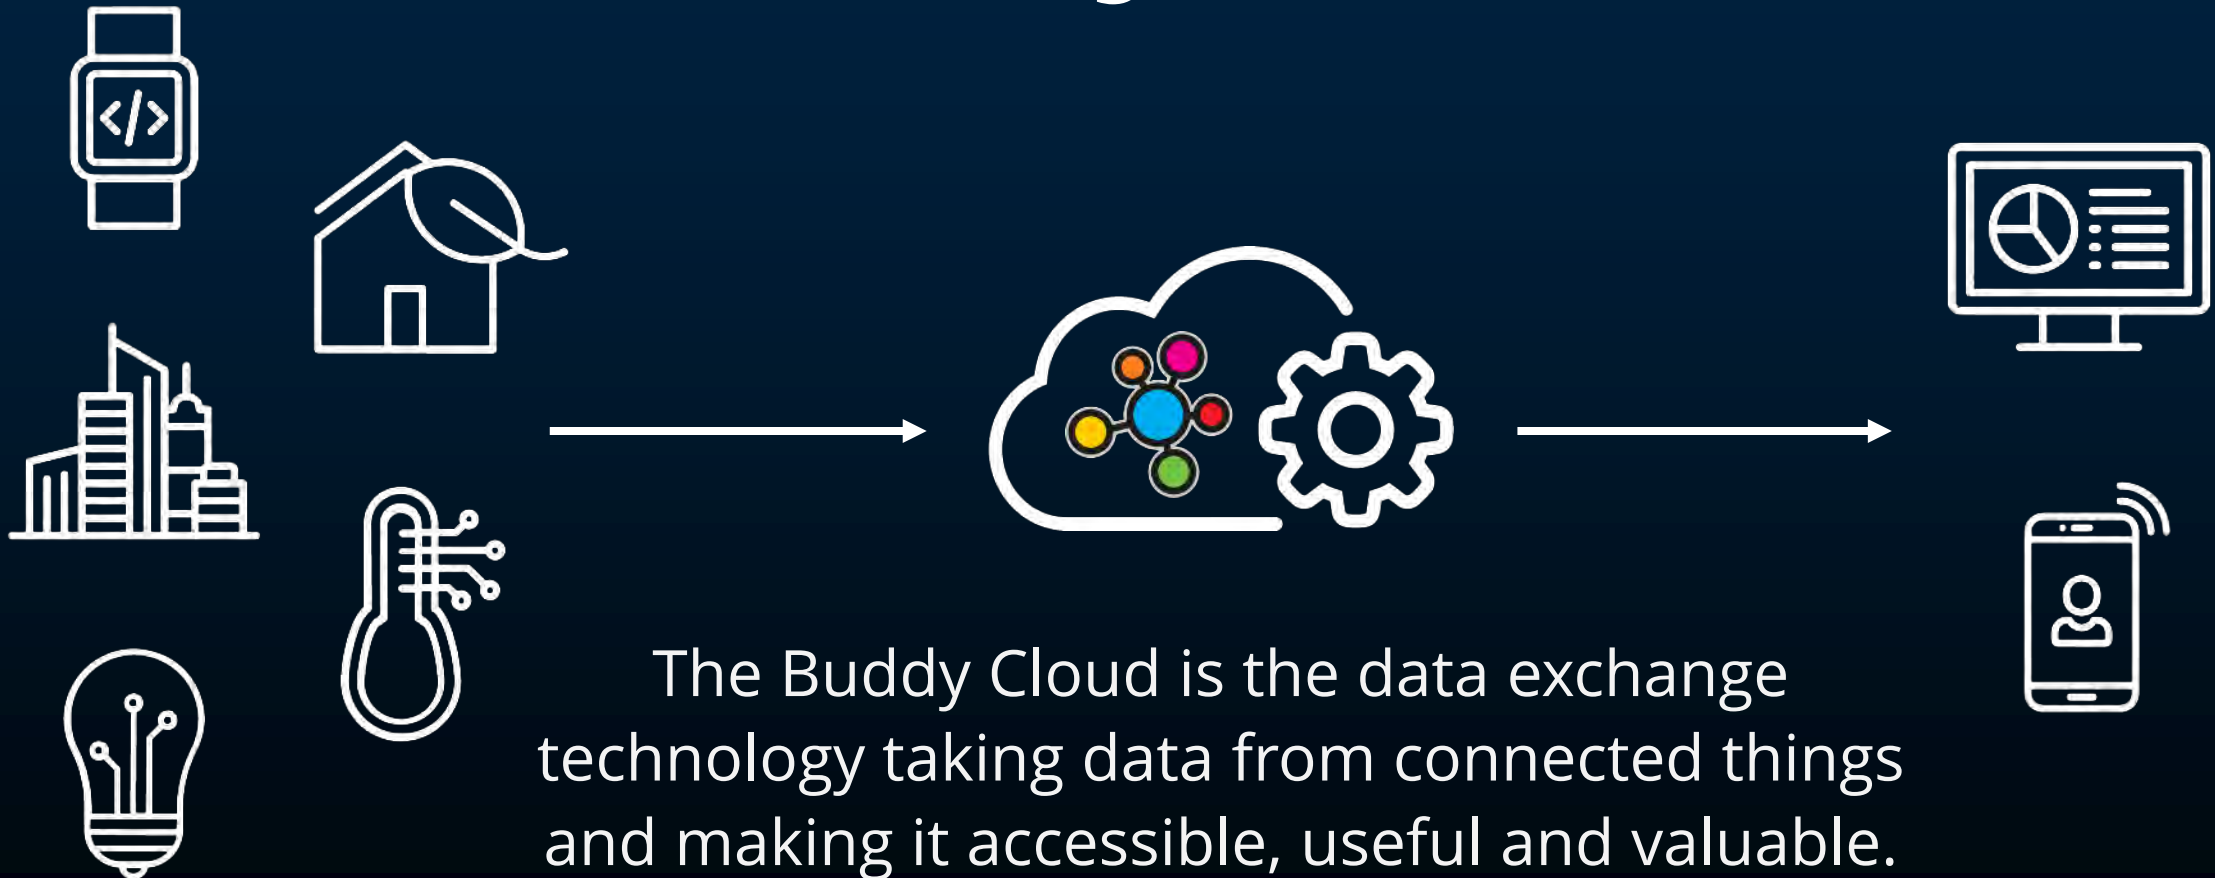 </>
The Buddy Cloud is the data exchange
technology taking data from connected things
and making it accessible, useful and valuable.